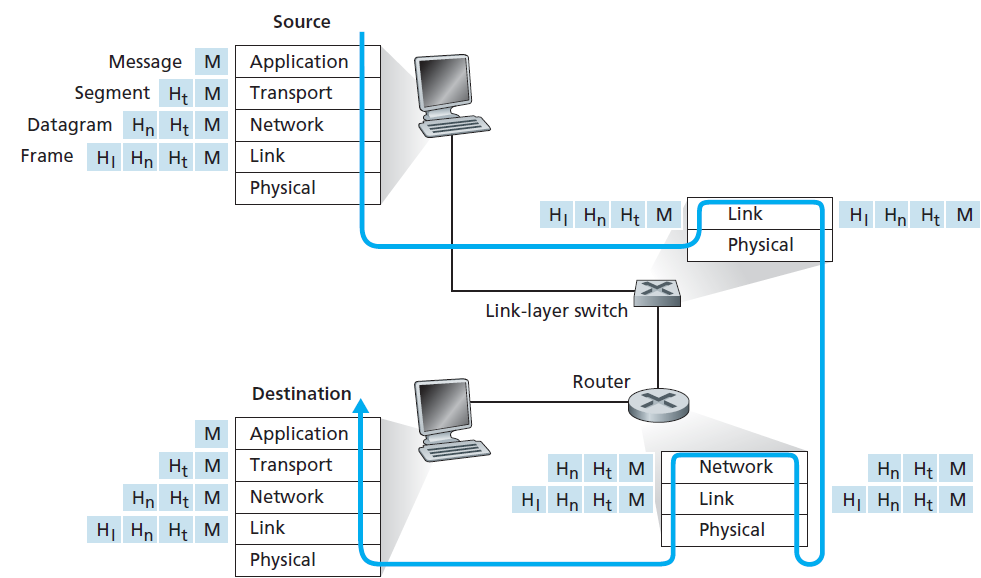 Source
Message M Application
Segment Ht M Transport
Datagram Hn Ht M Network
Frame Hl Hn Ht M Link
Physical
Hl Hn Ht M Link Hl Hn Ht M
Physical
Link-layer switch
Router
Destination
M Application
Ht M Transport
Hn Ht M Network
Hl Hn Ht M Link
Physical
Hn Ht M Network Hn Ht M
Hl Hn Ht M Link Hl Hn Ht M
Physical